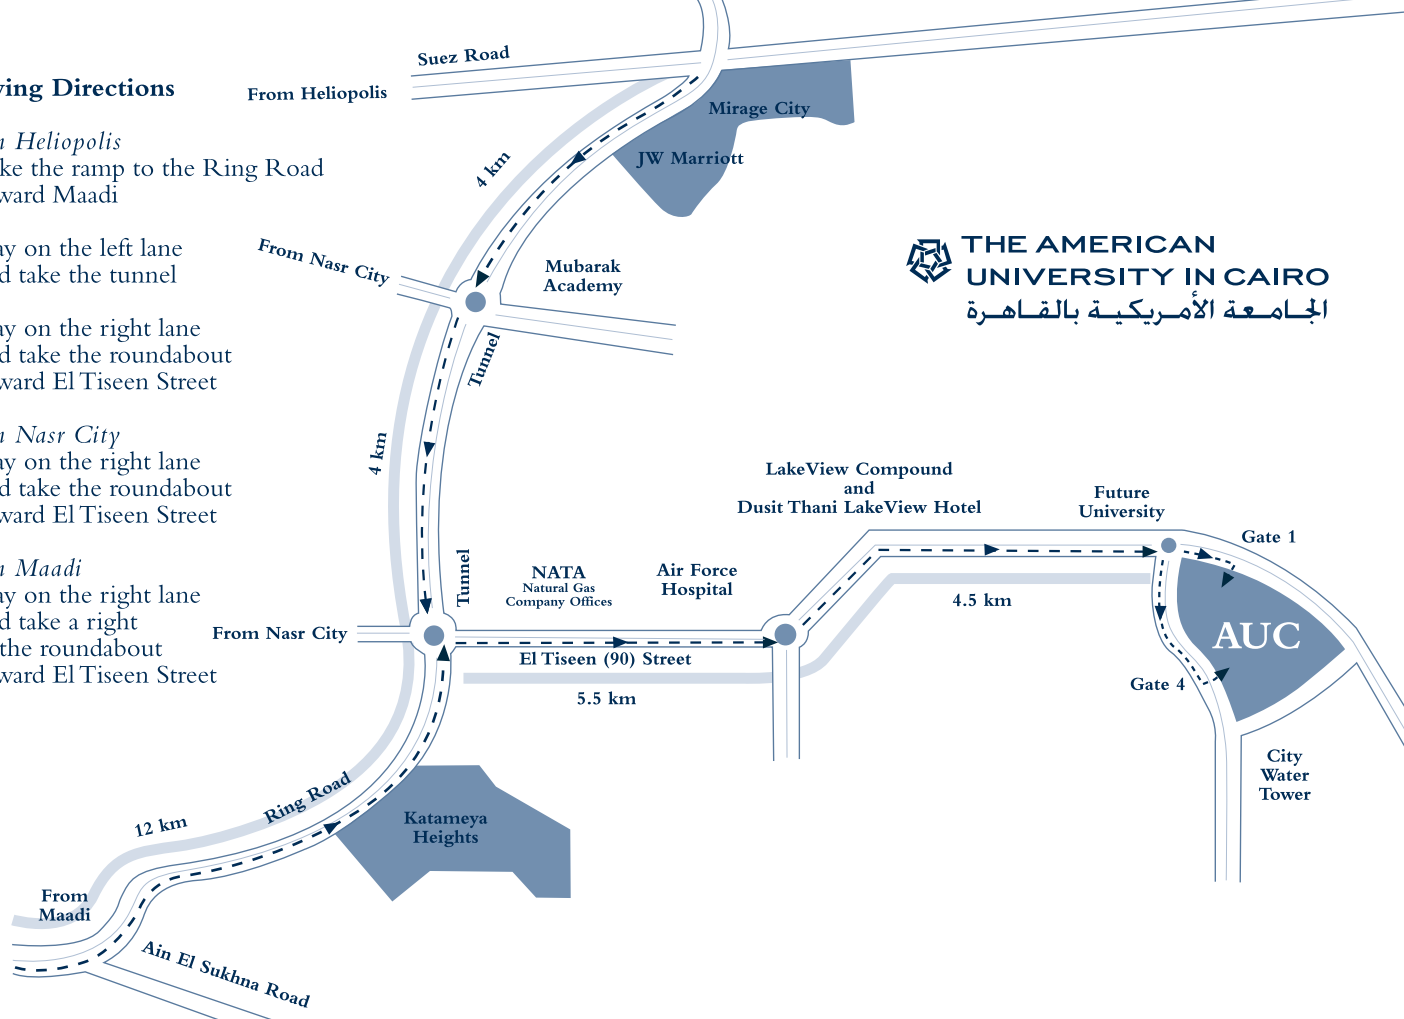 ving Directions
n Heliopolis
ke the ramp to the Ring Road
ward Maadi
ay on the left lane
d take the tunnel
ay on the right lane
d take the roundabout
ward El Tiseen Street
n Nasr City
ay on the right lane
d take the roundabout
ward El Tiseen Street
n Maadi
ay on the right lane
d take a right
the roundabout
ward El Tiseen Street
Suez Road
From Heliopolis
Mirage City
JW Marriott
4 km
From Nasr City
Mubarak
Academy
Tunnel
THE AMERICAN
UNIVERSITY IN CAIRO
الجامعة الأمريكية بالقاهرة
4 km
LakeView Compound
and
Dusit Thani LakeView Hotel
Future
University
Gate 1
Tunnel
NATA
Natural Gas
Company Offices
Air Force
Hospital
4.5 km
From Nasr City
El Tiseen (90) Street
5.5 km
AUC
Gate 4
City
Water
Tower
Ring Road
12 km
Katameya
Heights
From
Maadi
Ain El Sukhna Road